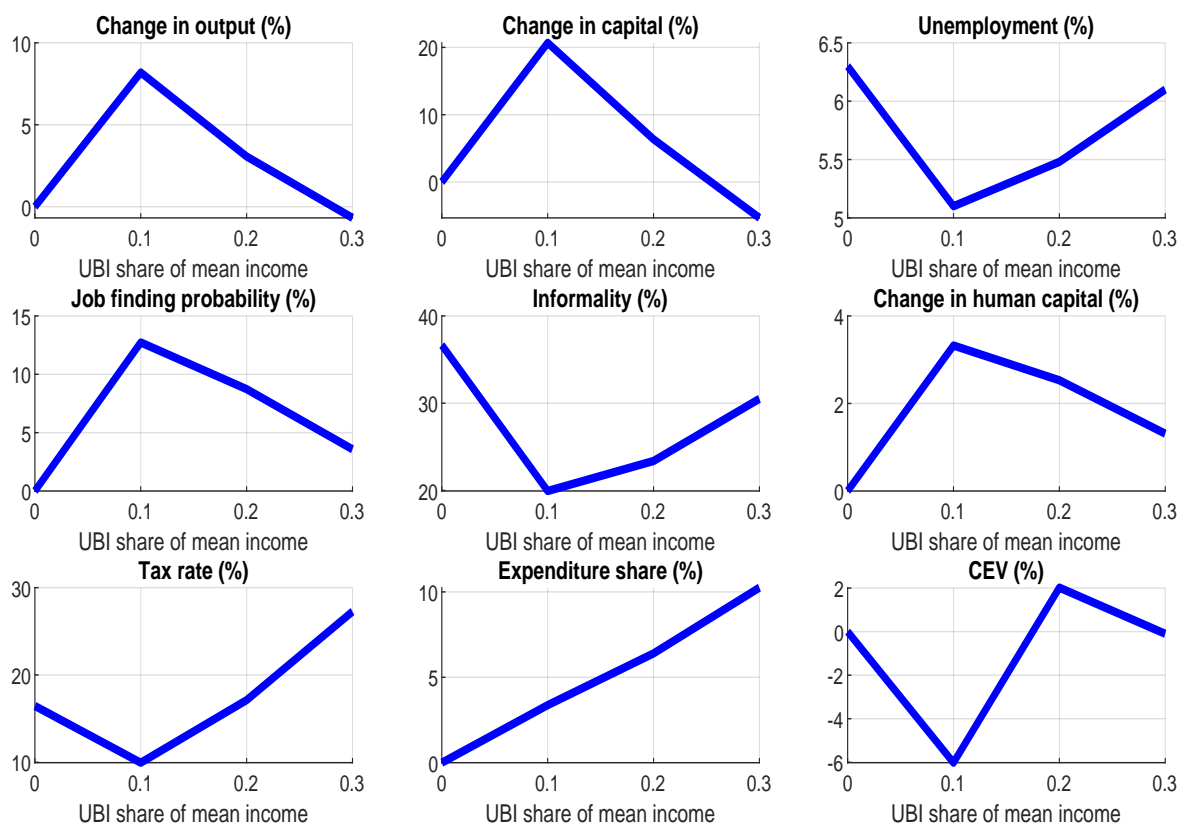 Change in output (%)
10
5
0
0 0.1 0.2 0.3
UBI share of mean income
Change in capital (%)
20
10
0
0 0.1 0.2 0.3
UBI share of mean income
Unemployment (%)
6.5
6
5.5
5
0 0.1 0.2 0.3
UBI share of mean income
Job finding probability (%)
15
10
5
0
0 0.1 0.2 0.3
UBI share of mean income
Informality (%)
40
30
20
0 0.1 0.2 0.3
UBI share of mean income
Change in human capital (%)
4
2
0
0 0.1 0.2 0.3
UBI share of mean income
Tax rate (%)
30
20
10
0 0.1 0.2 0.3
UBI share of mean income
Expenditure share (%)
10
5
0
0 0.1 0.2 0.3
UBI share of mean income
CEV (%)
2
0
-2
-4
-6
0 0.1 0.2 0.3
UBI share of mean income